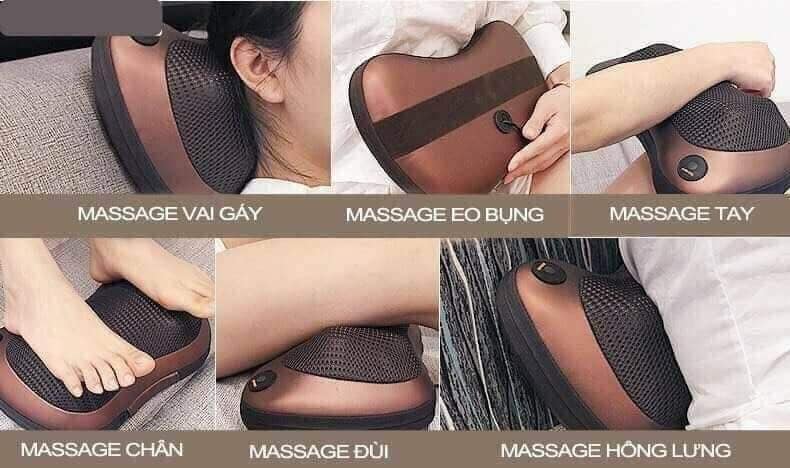 MASSAGE VAI GÁY
MASSAGE EO BỤNG
MASSAGE TAY
MASSAGE CHÂN
MASSAGE ĐÙI
MASSAGE HÔNG LƯNG